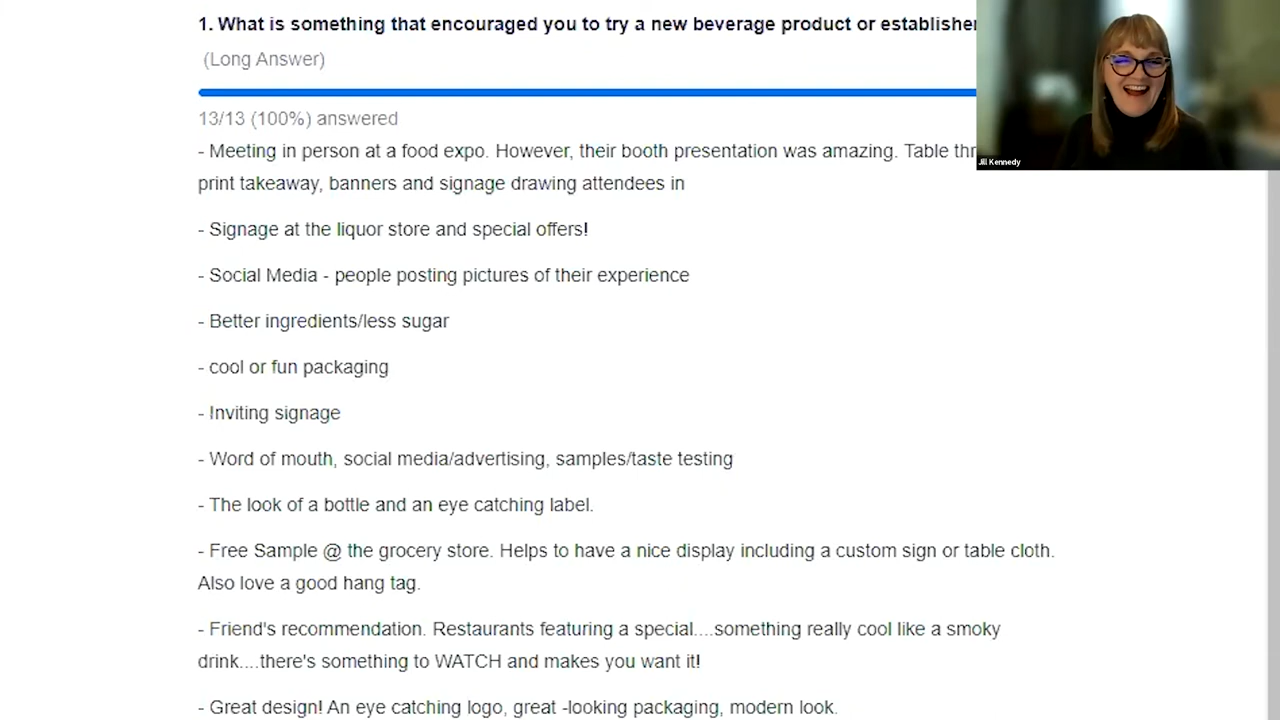 1. What is something that encouraged you to try a new beverage product or
(Long Answer)
13/13 (100%) answered
- Meeting in person at a food expo. However, their booth presentation was amazing. Table
print takeaway, banners and signage drawing attendees in
- Signage at the liquor store and special offers!
- Social Media - people posting pictures of their experience
- Better ingredients/less sugar
- cool or fun packaging
- Inviting signage
- Word of mouth, social media/advertising, samples/taste testing
- The look of a bottle and an eye catching label.
- Free Sample @ the grocery store. Helps to have a nice display including a custom sign or table cloth.
Also love a good hang tag.
- Friend's recommendation. Restaurants featuring a special....something really cool like a smoky
drink....there's something to WATCH and makes you want it!
- Great design! An eye catching logo, great -looking packaging, modern look.
Jill Kennedy